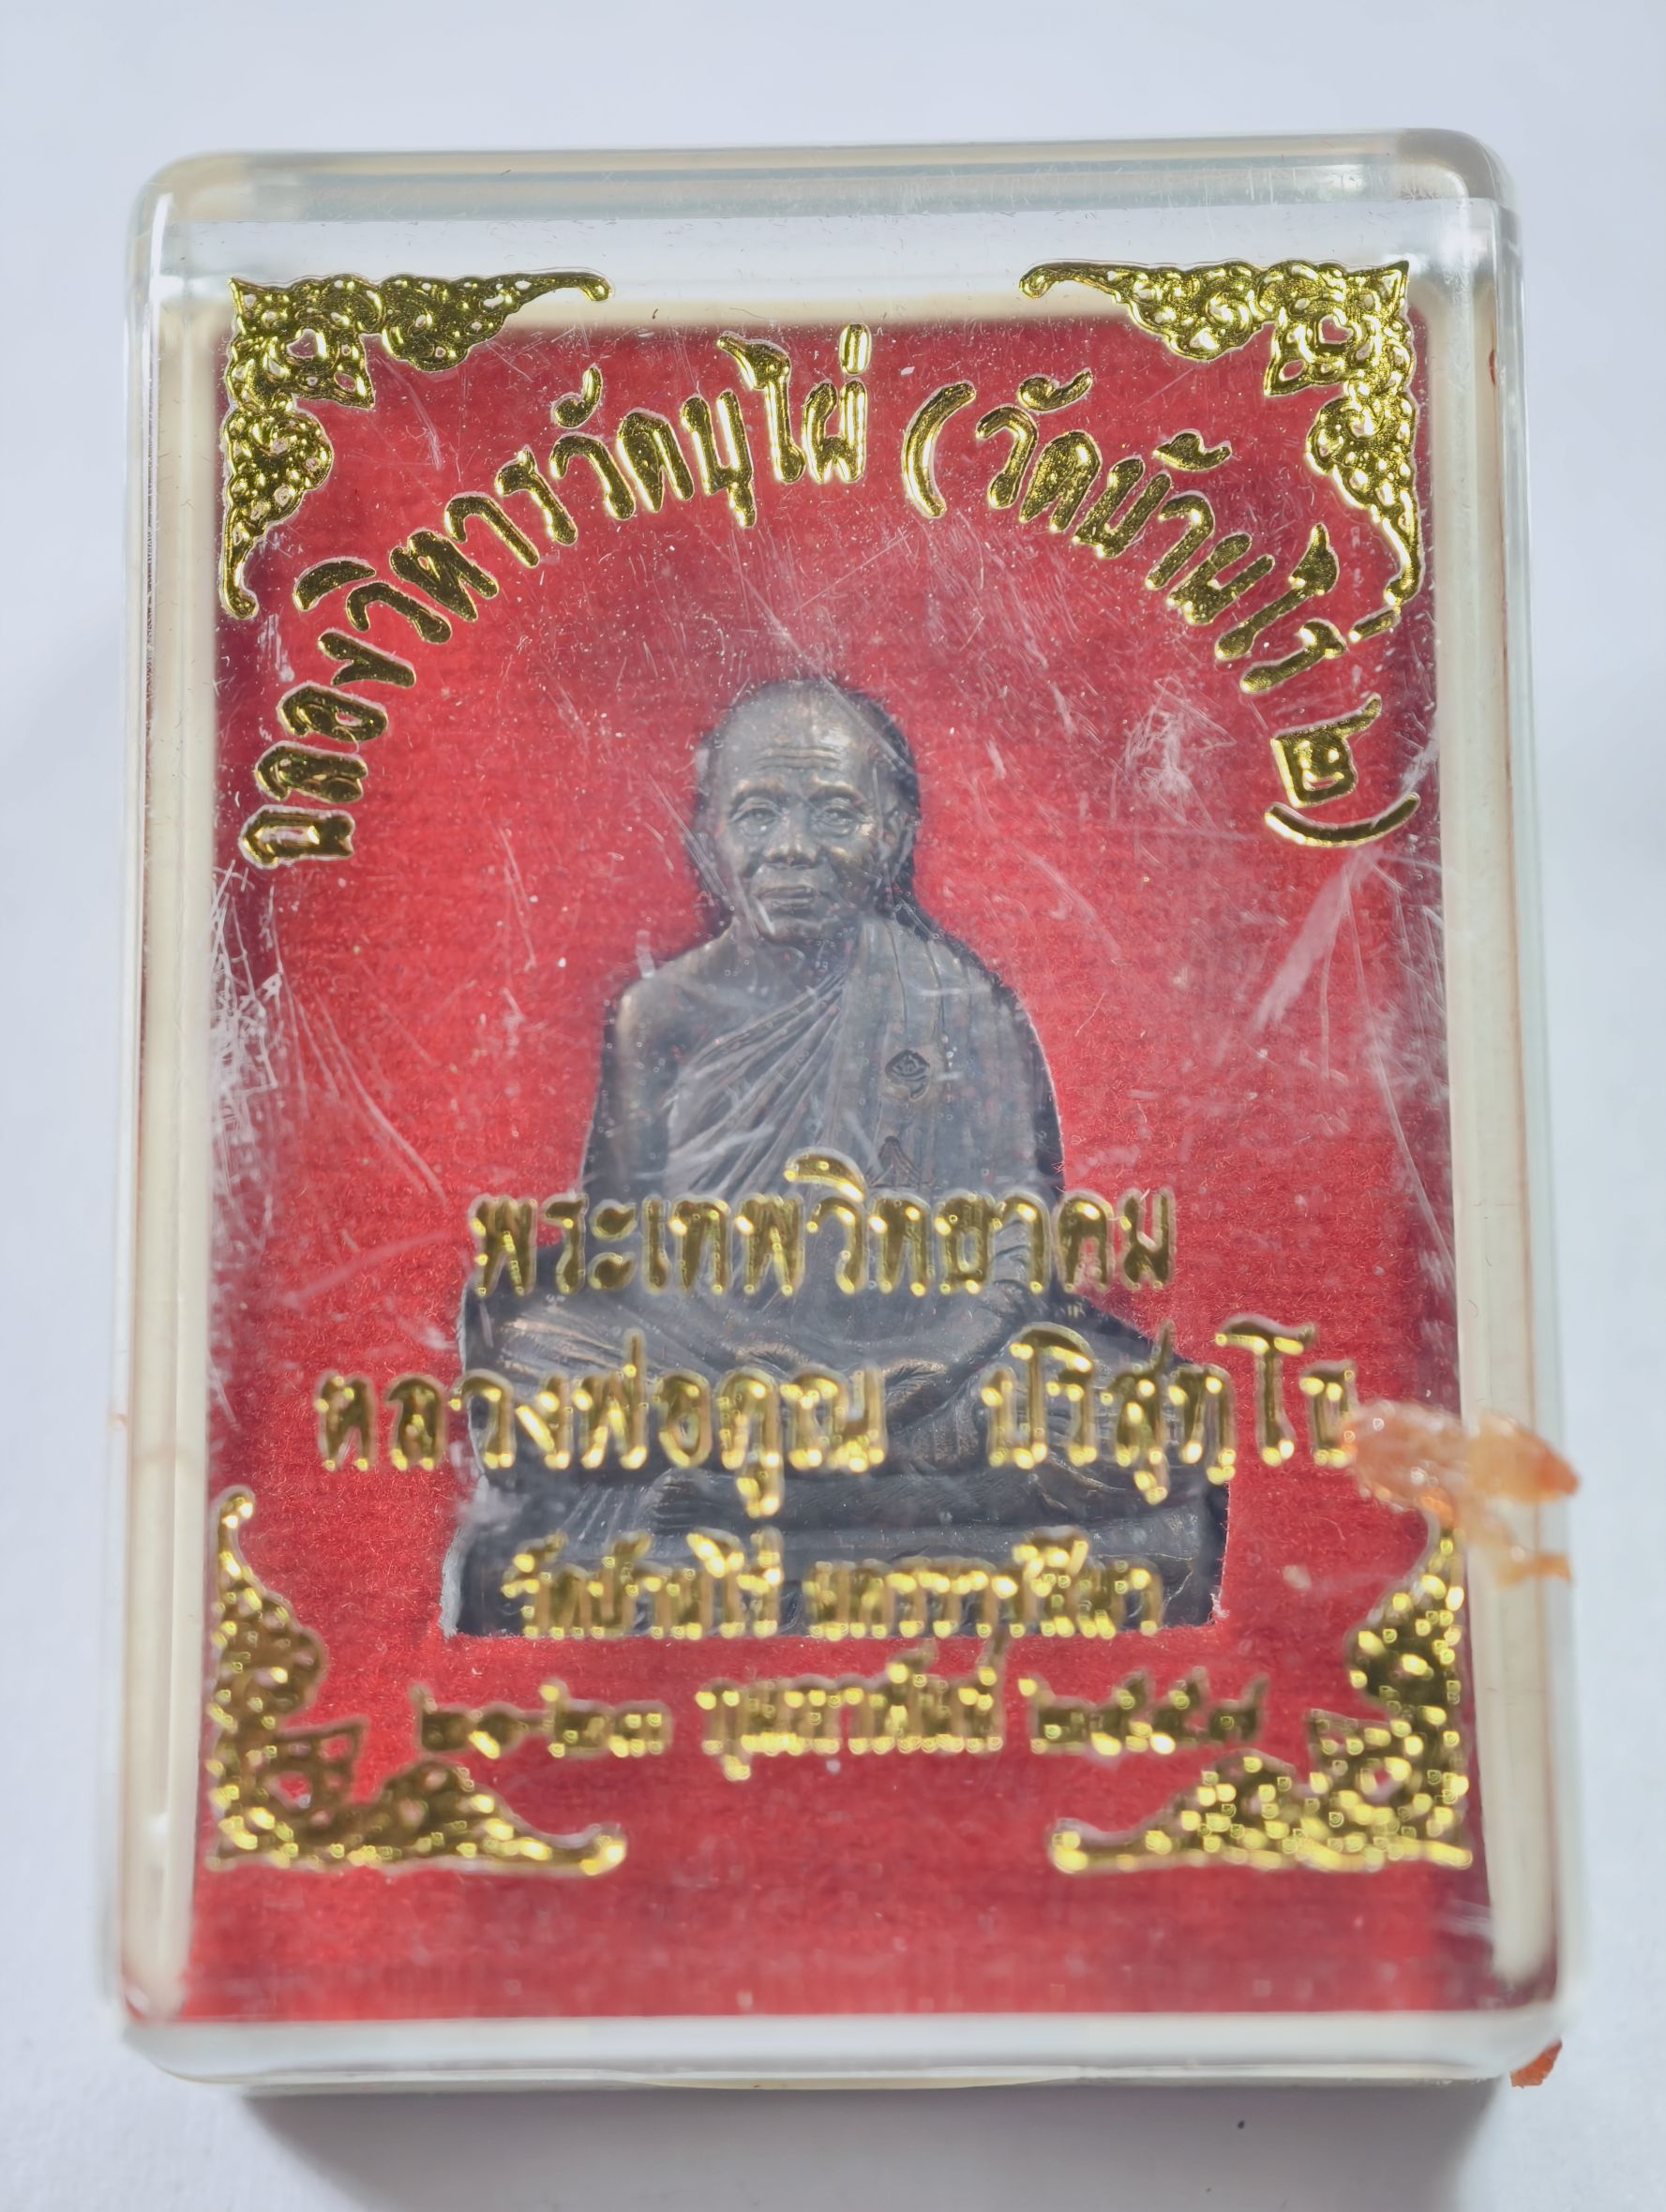 ฉลองวิหารวัดบุไผ่ (วัดบ้านไร่ ๒)
พระเทพวิทยาคม
หลวงพ่อคูณ ปริสุทฺโธ
วัดบ้านไร่ นครราชสีมา
๒๑-๒๓ กุมภาพันธ์ ๒๕๕๗